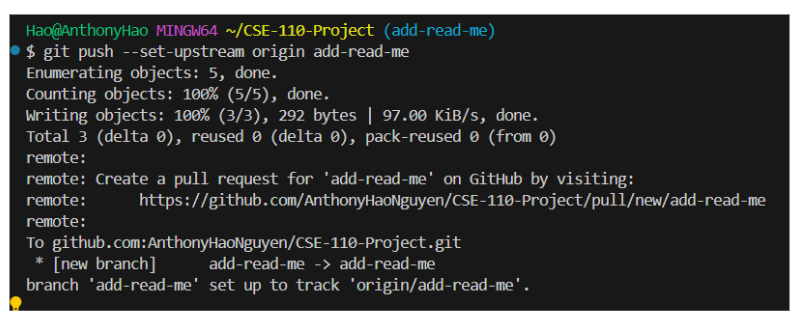 Hao@AnthonyHao MINGW64 ~/CSE-110-Project (add-read-me)
$ git push --set-upstream origin add-read-me
Enumerating objects: 5, done.
Counting objects: 100% (5/5), done.
Writing objects: 100% (3/3), 292 bytes | 97.00 KiB/s, done.
Total 3 (delta 0), reused 0 (delta 0), pack-reused 0 (from 0)
remote:
remote: Create a pull request for 'add-read-me' on GitHub by visiting:
remote:      https://github.com/AnthonyHaoNguyen/CSE-110-Project/pull/new/add-read-me
remote:
To github.com:AnthonyHaoNguyen/CSE-110-Project.git
 * [new branch]      add-read-me -> add-read-me
branch 'add-read-me' set up to track 'origin/add-read-me'.